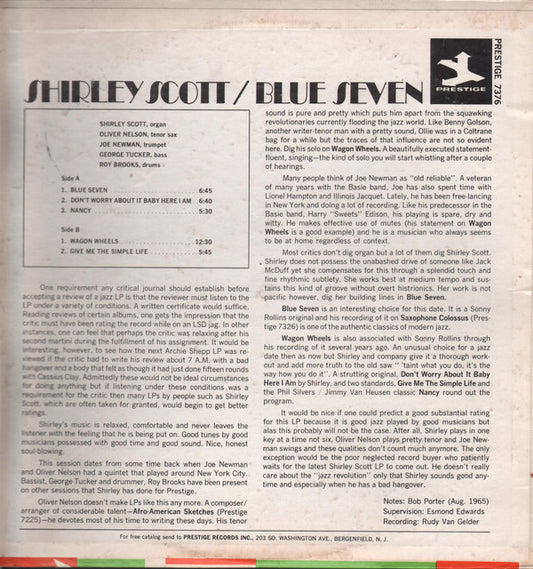 PRESTIGE 7376
PRESTIGE
SHIRLEY SCOTT / BLUE SEVEN
SHIRLEY SCOTT, organ
OLIVER NELSON, tenor sax
JOE NEWMAN, trumpet
GEORGE TUCKER, bass
ROY BROOKS, drums
Side A
1. BLUE SEVEN . . . . . . . . . . . . . . . . . 6:45
2. DON'T WORRY ABOUT IT BABY HERE I AM . 6:40
3. NANCY . . . . . . . . . . . . . . . . . . . . . 5:30
Side B
1. WAGON WHEELS . . . . . . . . . . . . . . . 12:30
2. GIVE ME THE SIMPLE LIFE . . . . . . . . . . 5:45
One requirement any critical journal should establish before
accepting a review of a jazz LP is that the reviewer must listen to the
LP under a variety of conditions. A written certificate would suffice.
Reading reviews of certain albums, one gets the impression that the
critic must have been rating the record while on an LSD jag. In other
instances, one can feel that perhaps the critic was relaxing after his
second martini during the fulfillment of his assignment. It would be
interesting, however, to see how the next Archie Shepp LP was re-
viewed if the critic had to write his review about 7 A.M. with a bad
hangover and a body that felt as though it had just done fifteen rounds
with Cassius Clay. Admittedly these would not be ideal circumstances
for doing anything but if listening under these conditions was a
requirement for the critic then many LPs by people such as Shirley
Scott, which are often taken for granted, would begin to get better
ratings.
Shirley's music is relaxed, comfortable and never leaves the
listener with the feeling that he is being put on. Good tunes by good
musicians possessed with good time and good sound. Nice, honest
soul-blowing.
This session dates from some time back when Joe Newman
and Oliver Nelson had a quintet that played around New York City.
Bassist, George Tucker and drummer, Roy Brooks have been present
on other sessions that Shirley has done for Prestige.
Oliver Nelson doesn't make LPs like this any more. A composer/
arranger of considerable talent—Afro-American Sketches (Prestige
7225)—he devotes most of his time to writing these days. His tenor
sound is pure and pretty which puts him apart from the squawking
revolutionaries currently flooding the jazz world. Like Benny Golson,
another writer-tenor man with a pretty sound, Ollie was in a Coltrane
bag for a while but the traces of that influence are not so evident
here. Dig his solo on Wagon Wheels. A beautifully executed statement-
fluent, singing—the kind of solo you will start whistling after a couple
of hearings.
Many people think of Joe Newman as "old reliable". A veteran
of many years with the Basie band, Joe has also spent time with
Lionel Hampton and Illinois Jacquet. Lately, he has been free-lancing
in New York and doing a lot of recording. Like his predecessor in the
Basie band, Harry "Sweets" Edison, his playing is spare, dry and
witty. He makes effective use of mutes (his statement on Wagon
Wheels is a good example) and he is a musician who always seems
to be at home regardless of context.
Most critics don't dig organ but a lot of them dig Shirley Scott.
Shirley does not possess the unabashed drive of someone like Jack
McDuff yet she compensates for this through a splendid touch and
fine rhythmic subtlety. She works best at medium tempo and sus-
tains this kind of groove without overt histrionics. Her work is not
pacific however, dig her building lines in Blue Seven.
Blue Seven is an interesting choice for this date. It is a Sonny
Rollins original and his recording of it on Saxophone Colossus (Pres-
tige 7326) is one of the authentic classics of modern jazz.
Wagon Wheels is also associated with Sonny Rollins through
his recording of it several years ago. An unusual choice for a jazz
date then as now but Shirley and company give it a thorough work-
out and add more truth to the old saw " 'taint what you do, it's the
way how you do it". A strutting original, Don't Worry About It Baby
Here I Am by Shirley, and two standards, Give Me The Simple Life and
the Phil Silvers / Jimmy Van Heusen classic Nancy round out the
program.
It would be nice if one could predict a good substantial rating
for this LP because it is good jazz played by good musicians but
alas this probably will not be the case. After all, Shirley plays in one
key at a time not six, Oliver Nelson plays pretty tenor and Joe New-
man swings and these qualities don't count much anymore. The only
exception would be the poor neglected record buyer who patiently
waits for the latest Shirley Scott LP to come out. He doesn't really
care about the "jazz revolution" only that Shirley sounds good any-
time and especially when he has a bad hangover.
Notes: Bob Porter (Aug. 1965)
Supervision: Esmond Edwards
Recording: Rudy Van Gelder
For free catalog send to PRESTIGE RECORDS INC., 203 SO. WASHINGTON AVE., BERGENFIELD, N. J.